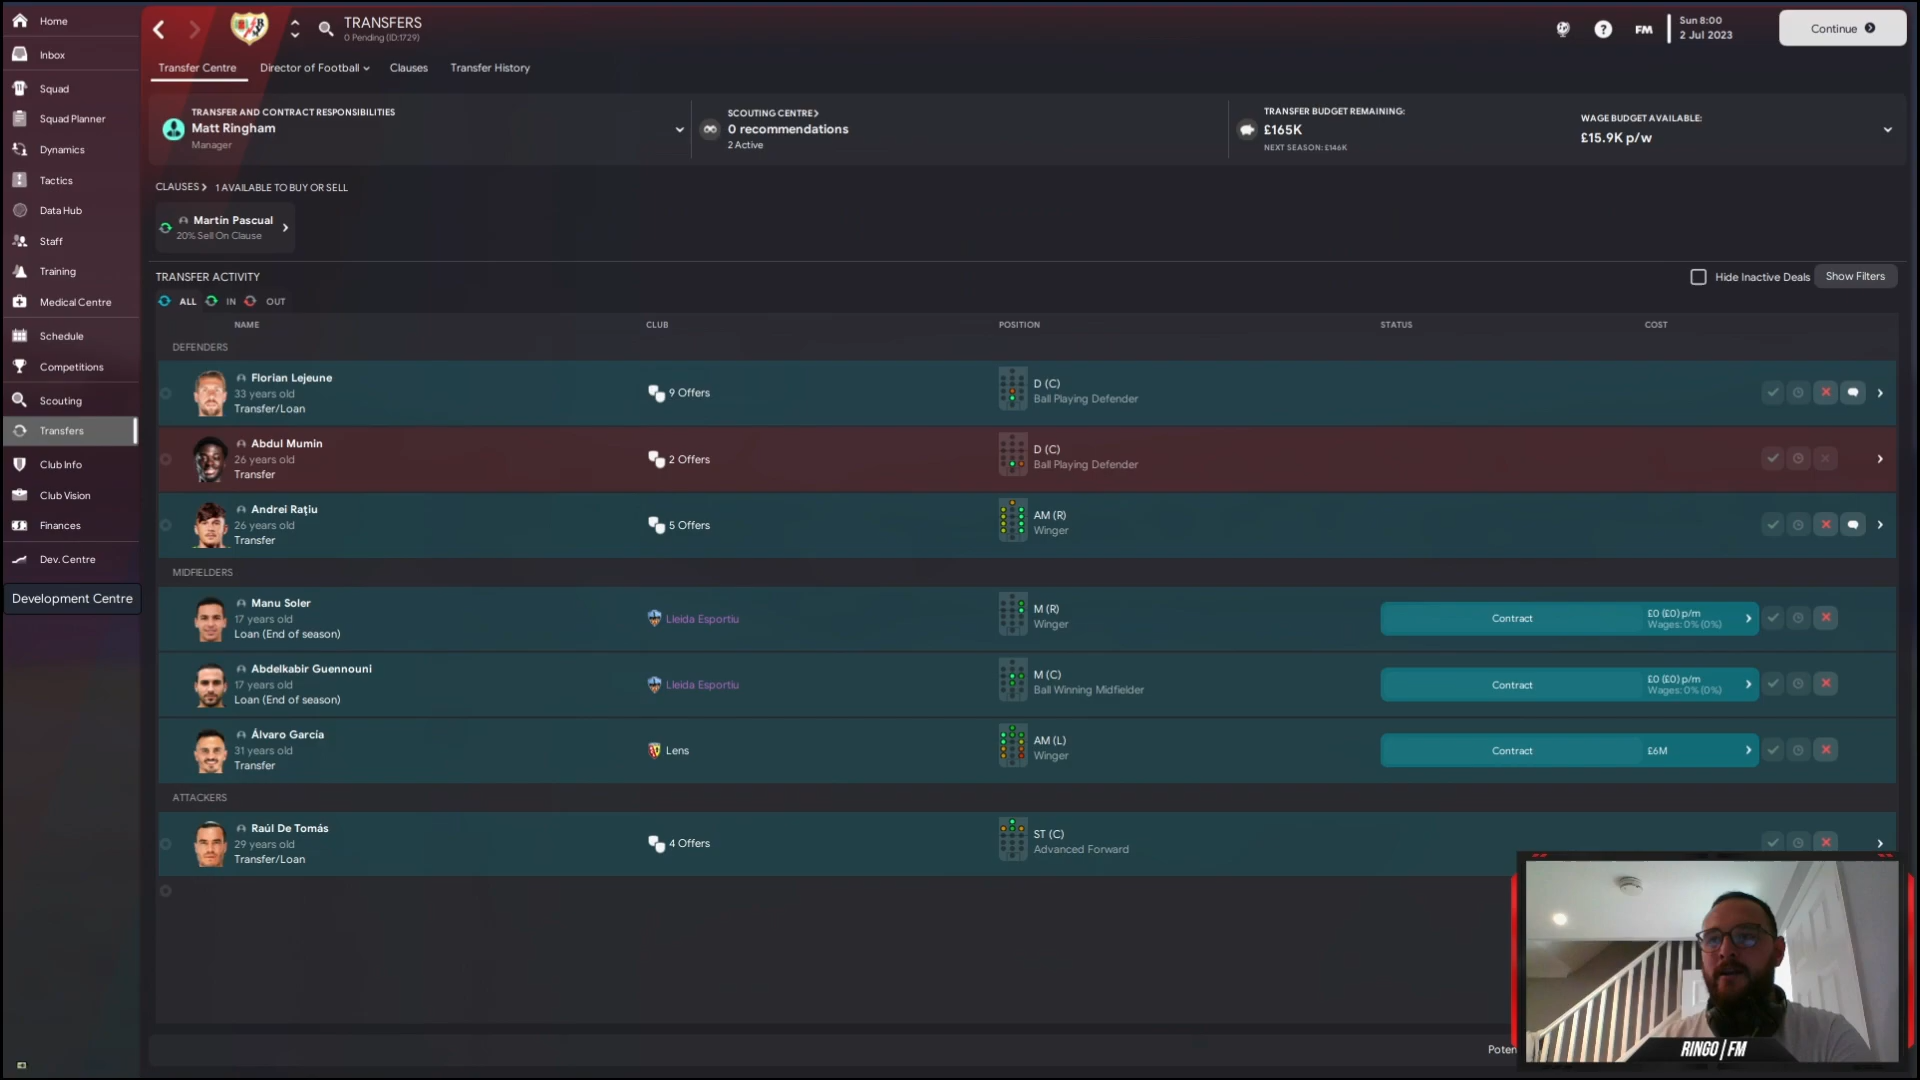 Home
Inbox
Squad
Squad Planner
Dynamics
Tactics
Data Hub
Staff
Training
Medical Centre
Schedule
Competitions
Scouting
Transfers
Club Info
Club Vision
Finances
Dev. Centre
Development Centre
TRANSFERS
0 Pending (ID:1729)
FM
Sun 8:00
2 Jul 2023
Continue
Transfer Centre
Director of Football
Clauses
Transfer History
TRANSFER AND CONTRACT RESPONSIBILITIES
Matt Ringham
Manager
SCOUTING CENTRE>
0 recommendations
2 Active
TRANSFER BUDGET REMAINING:
£165K
NEXT SEASON: £146K
WAGE BUDGET AVAILABLE:
£15.9K p/w
CLAUSES > 1 AVAILABLE TO BUY OR SELL
Martín Pascual
20% Sell On Clause
TRANSFER ACTIVITY
Hide Inactive Deals
Show Filters
ALL IN OUT
NAME CLUB POSITION STATUS COST
DEFENDERS
Florian Lejeune
33 years old
Transfer/Loan
9 Offers
D (C)
Ball Playing Defender
Abdul Mumin
26 years old
Transfer
2 Offers
D (C)
Ball Playing Defender
Andrei Rațiu
26 years old
Transfer
5 Offers
AM (R)
Winger
MIDFIELDERS
Manu Soler
17 years old
Loan (End of season)
Lleida Esportiu
M (R)
Winger
Contract
£0 (£0) p/m
Wages: 0% (0%)
Abdelkabir Guennouni
17 years old
Loan (End of season)
Lleida Esportiu
M (C)
Ball Winning Midfielder
Contract
£0 (£0) p/m
Wages: 0% (0%)
Álvaro García
31 years old
Transfer
Lens
AM (L)
Winger
Contract
£6M
ATTACKERS
Raúl De Tomás
29 years old
Transfer/Loan
4 Offers
ST (C)
Advanced Forward
Poten
RINGO | FM